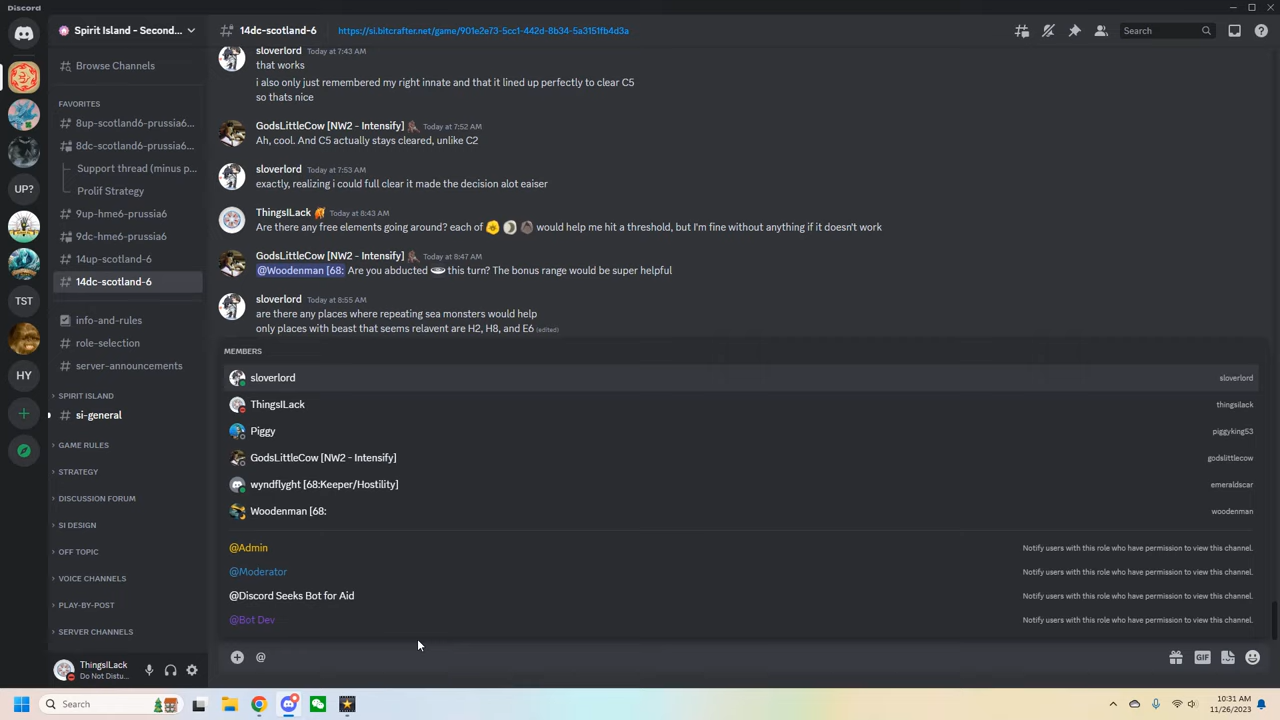 Discord
Spirit Island - Second...
14dc-scotland-6
https://si.bitcrafter.net/game/901e2e73-5cc1-442d-8b34-5a3151fb4d3a
Search
Browse Channels
FAVORITES
8up-scotland6-prussia6...
8dc-scotland6-prussia6...
Support thread (minus p...
Prolif Strategy
9up-hme6-prussia6
9dc-hme6-prussia6
14up-scotland-6
14dc-scotland-6
info-and-rules
role-selection
server-announcements
SPIRIT ISLAND
si-general
GAME RULES
STRATEGY
DISCUSSION FORUM
SI DESIGN
OFF TOPIC
VOICE CHANNELS
PLAY-BY-POST
SERVER CHANNELS
UP?
TST
HY
ThingsILack
Do Not Distu...
sloverlord Today at 7:43 AM
that works
i also only just remembered my right innate and that it lined up perfectly to clear C5
so thats nice
GodsLittleCow [NW2 - Intensify] Today at 7:52 AM
Ah, cool. And C5 actually stays cleared, unlike C2
sloverlord Today at 7:53 AM
exactly, realizing i could full clear it made the decision alot eaiser
ThingsILack Today at 8:43 AM
Are there any free elements going around? each of would help me hit a threshold, but I'm fine without anything if it doesn't work
GodsLittleCow [NW2 - Intensify] Today at 8:47 AM
@Woodenman [68: Are you abducted this turn? The bonus range would be super helpful
sloverlord Today at 8:55 AM
are there any places where repeating sea monsters would help
only places with beast that seems relavent are H2, H8, and E6 (edited)
MEMBERS
sloverlord sloverlord
ThingsILack thingsilack
Piggy piggyking53
GodsLittleCow [NW2 - Intensify] godslittlecow
wyndflyght [68:Keeper/Hostility] emeraldscar
Woodenman [68: woodenman
@Admin Notify users with this role who have permission to view this channel.
@Moderator Notify users with this role who have permission to view this channel.
@Discord Seeks Bot for Aid Notify users with this role who have permission to view this channel.
@Bot Dev Notify users with this role who have permission to view this channel.
@
GIF
Search
10:31 AM
11/26/2023